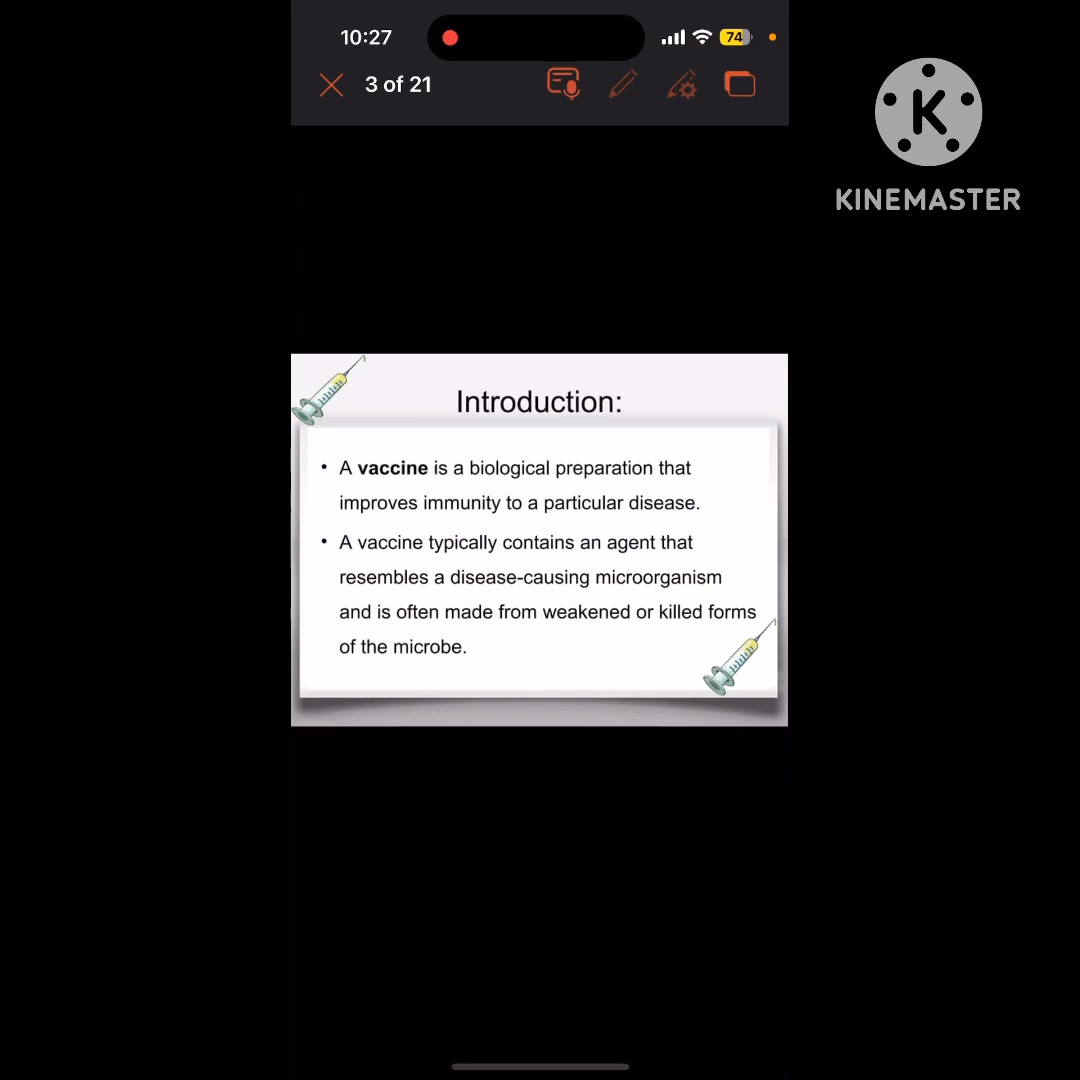 10:27
74
3 of 21
K
KINEMASTER
Introduction:
• A vaccine is a biological preparation that
improves immunity to a particular disease.
• A vaccine typically contains an agent that
resembles a disease-causing microorganism
and is often made from weakened or killed forms
of the microbe.